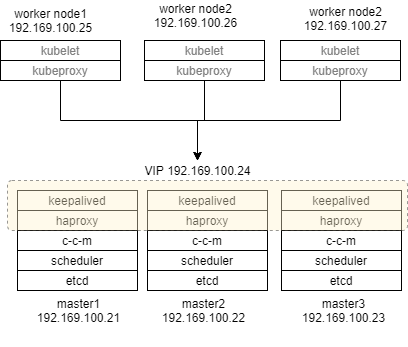 worker node1
192.169.100.25
worker node2
192.169.100.26
worker node2
192.169.100.27
kubelet
kubeproxy
kubelet
kubeproxy
kubelet
kubeproxy
VIP 192.169.100.24
keepalived
haproxy
c-c-m
scheduler
etcd
keepalived
haproxy
c-c-m
scheduler
etcd
keepalived
haproxy
c-c-m
scheduler
etcd
master1
192.169.100.21
master2
192.169.100.22
master3
192.169.100.23